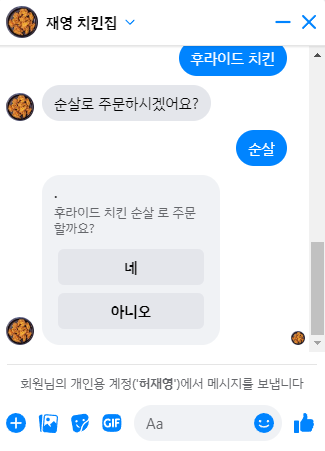 재영 치킨집
후라이드 치킨
순살로 주문하시겠어요?
순살
.
후라이드 치킨 순살 로 주문
할까요?
네
아니오
회원님의 개인용 계정('허재영')에서 메시지를 보냅니다
GIF
Aa